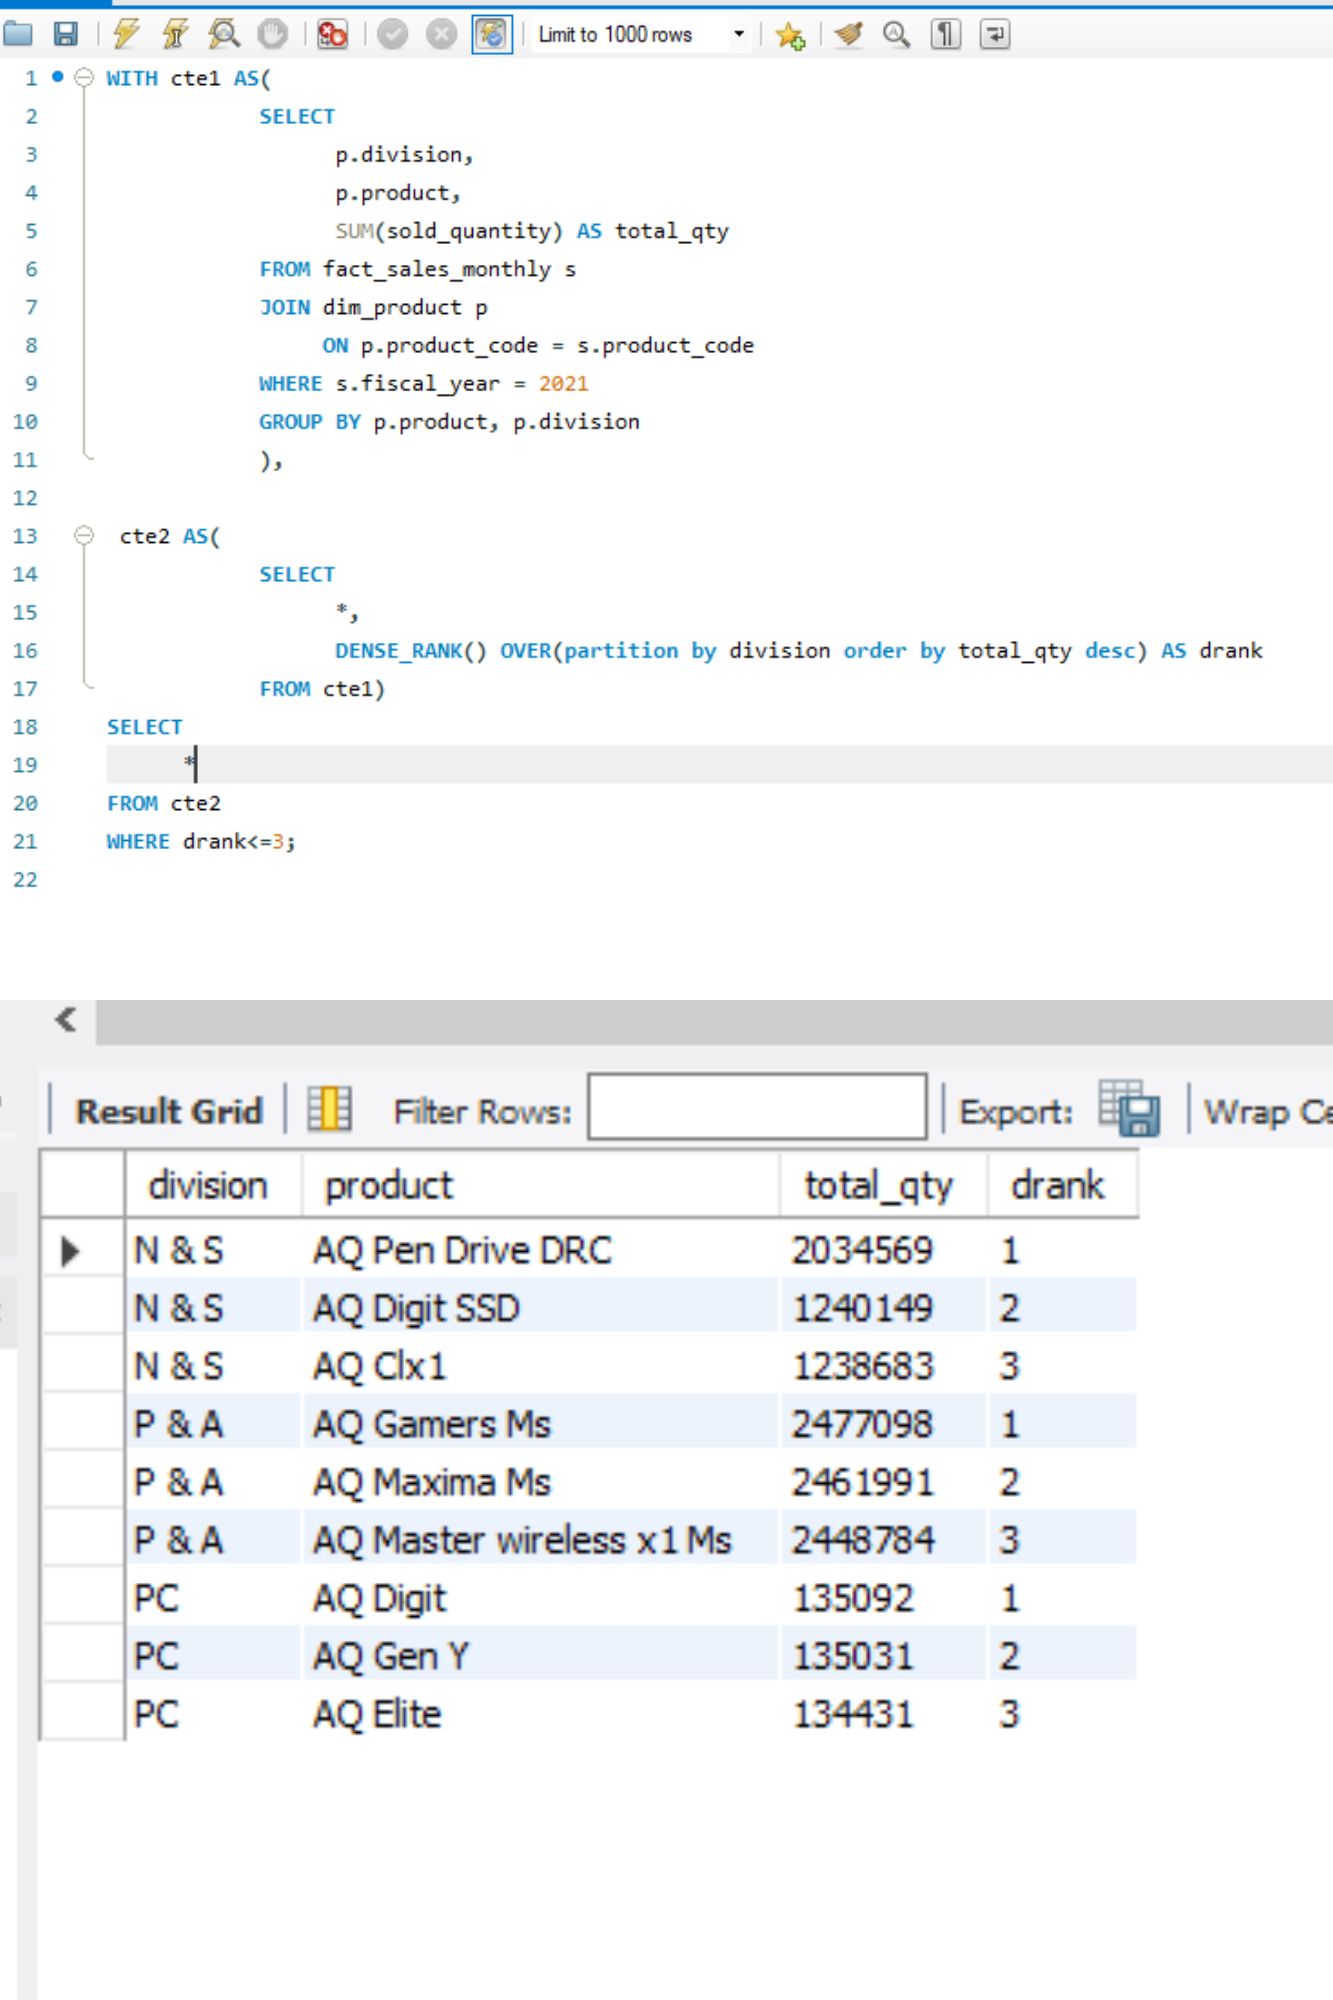 Limit to 1000 rows
1 WITH cte1 AS(
2 SELECT
3 p.division,
4 p.product,
5 SUM(sold_quantity) AS total_qty
6 FROM fact_sales_monthly s
7 JOIN dim_product p
8 ON p.product_code = s.product_code
9 WHERE s.fiscal_year = 2021
10 GROUP BY p.product, p.division
11 ),
12
13 cte2 AS(
14 SELECT
15 *,
16 DENSE_RANK() OVER(partition by division order by total_qty desc) AS drank
17 FROM cte1)
18 SELECT
19 *
20 FROM cte2
21 WHERE drank<=3;
22
Result Grid Filter Rows: Export: Wrap Ce
division product total_qty drank
N & S AQ Pen Drive DRC 2034569 1
N & S AQ Digit SSD 1240149 2
N & S AQ Clx1 1238683 3
P & A AQ Gamers Ms 2477098 1
P & A AQ Maxima Ms 2461991 2
P & A AQ Master wireless x1 Ms 2448784 3
PC AQ Digit 135092 1
PC AQ Gen Y 135031 2
PC AQ Elite 134431 3